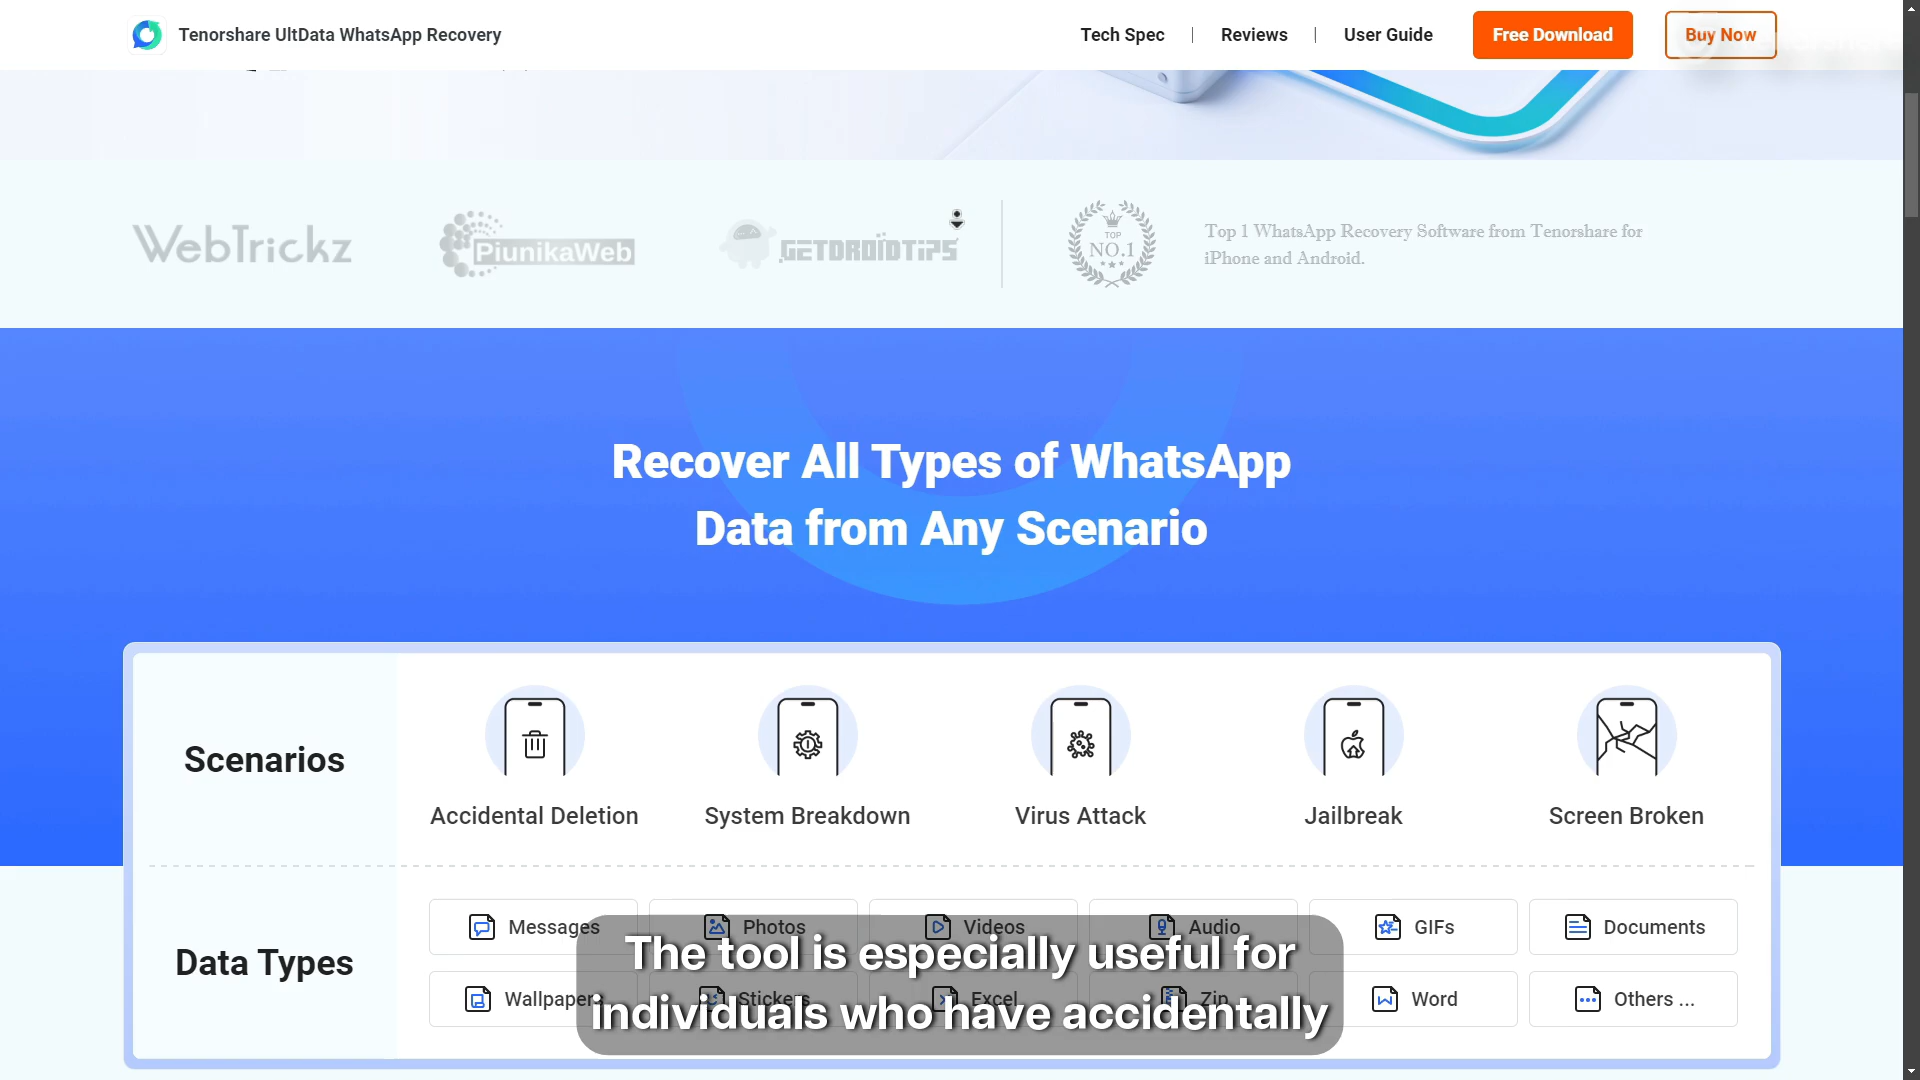 Tenorshare UltData WhatsApp Recovery
Tech Spec
Reviews
User Guide
Free Download
Buy Now
WebTrickz
PiunikaWeb
GETDROIDTIPS
TOP
NO.1
Top 1 WhatsApp Recovery Software from Tenorshare for
iPhone and Android.
Recover All Types of WhatsApp
Data from Any Scenario
Scenarios
Accidental Deletion
System Breakdown
Virus Attack
Jailbreak
Screen Broken
Data Types
Messages
Photos
Videos
Audio
GIFs
Documents
Wallpapers
Stickers
Excel
Zip
Word
Others ...
The tool is especially useful for
individuals who have accidentally